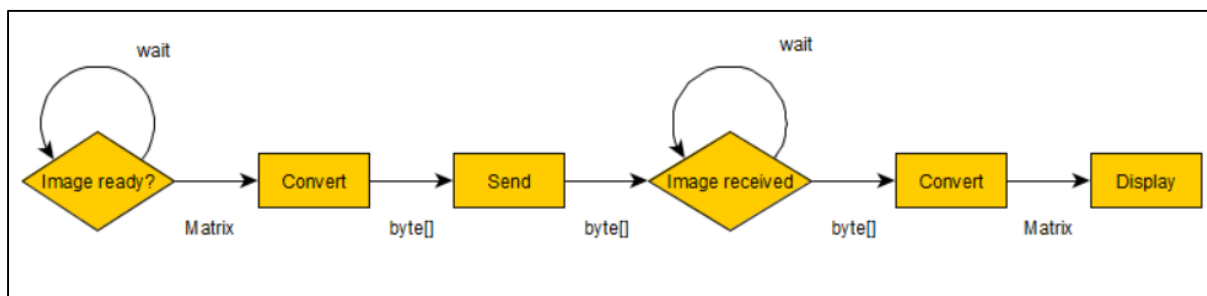 wait
wait
Image ready?
Convert
Send
Image received
Convert
Display
Matrix
byte[]
byte[]
byte[]
Matrix